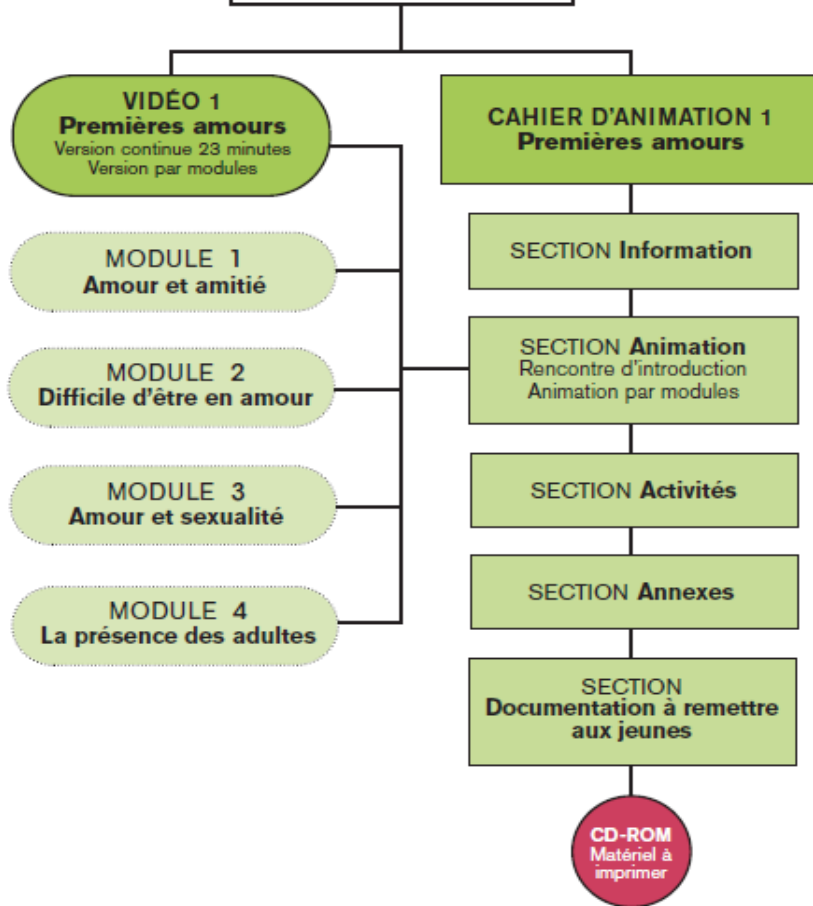 VIDÉO 1
Premières amours
Version continue 23 minutes
Version par modules
MODULE 1
Amour et amitié
MODULE 2
Difficile d'être en amour
MODULE 3
Amour et sexualité
MODULE 4
La présence des adultes
CAHIER D'ANIMATION 1
Premières amours
SECTION Information
SECTION Animation
Rencontre d'introduction
Animation par modules
SECTION Activités
SECTION Annexes
SECTION
Documentation à remettre
aux jeunes
CD-ROM
Matériel à
imprimer